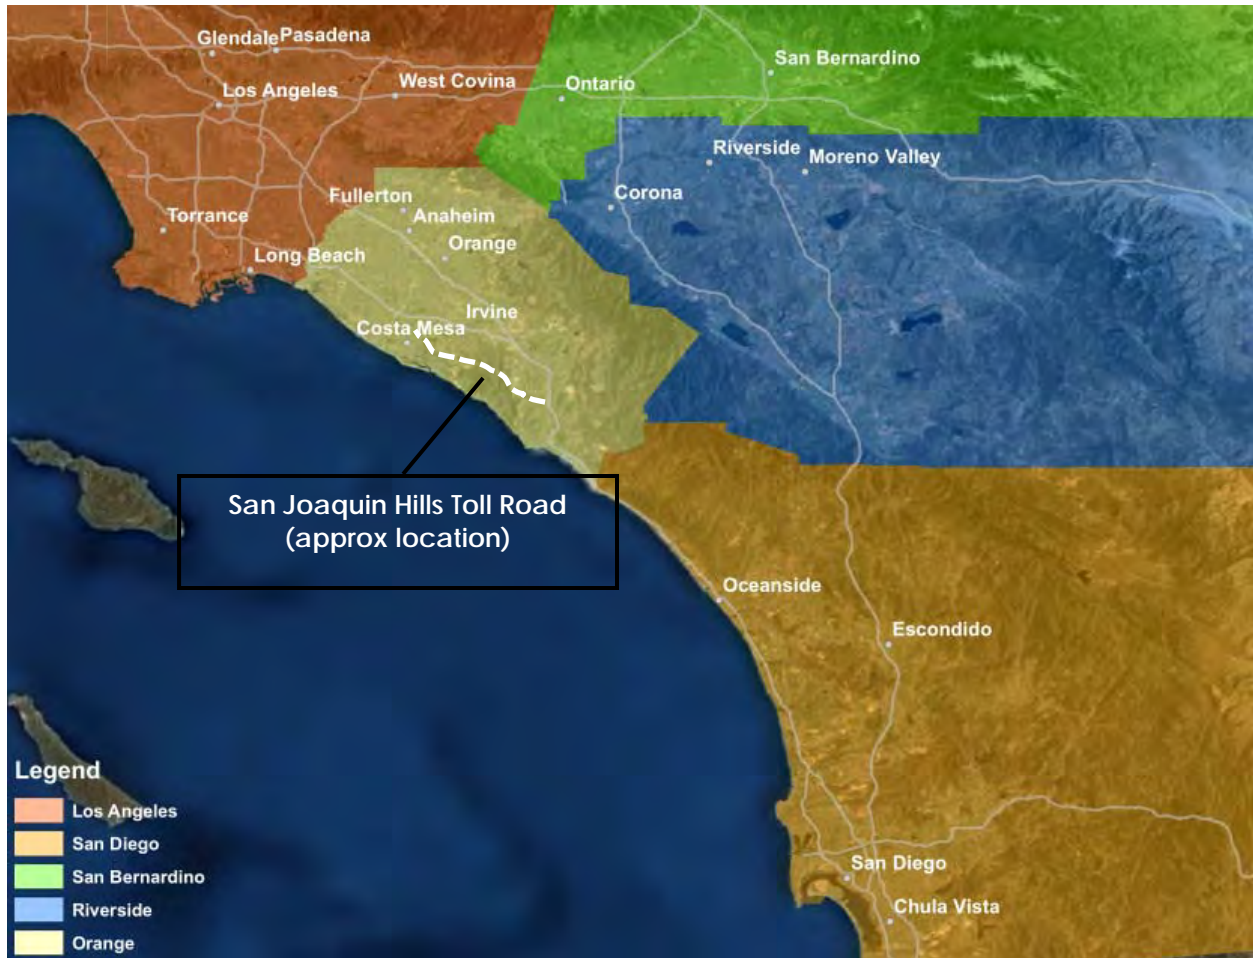 Glendale Pasadena
San Bernardino
West Covina
Ontario
Los Angeles
Riverside
Moreno Valley
Fullerton
Corona
Torrance
Anaheim
Orange
Long Beach
Irvine
Costa Mesa
San Joaquin Hills Toll Road
(approx location)
Oceanside
Escondido
San Diego
Chula Vista
Legend
Los Angeles
San Diego
San Bernardino
Riverside
Orange